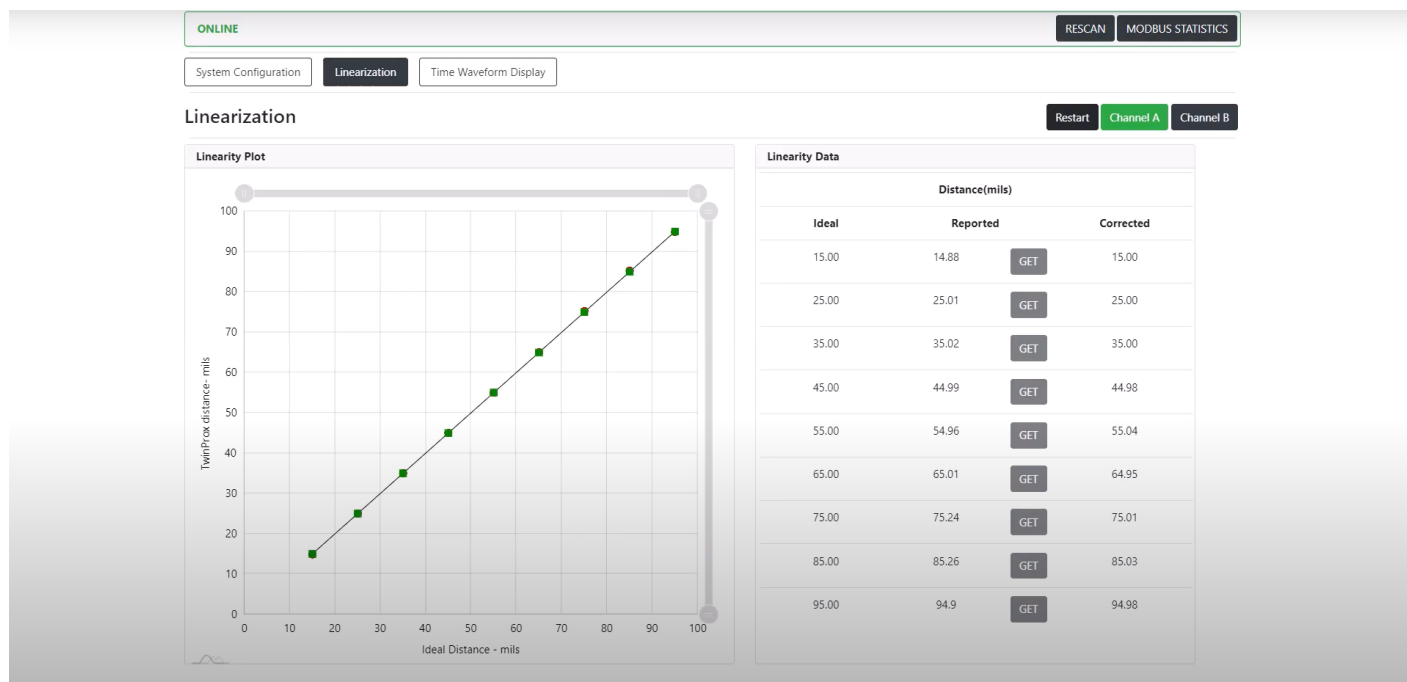 ONLINE RESCAN MODBUS STATISTICS
System Configuration Linearization Time Waveform Display
Linearization Restart Channel A Channel B
Linearity Plot
100
90
80
70
60
50
40
30
20
10
0
TwinProx distance- mils
0 10 20 30 40 50 60 70 80 90 100
Ideal Distance - mils
Linearity Data
Distance(mils)
Ideal Reported Corrected
15.00 14.88 GET 15.00
25.00 25.01 GET 25.00
35.00 35.02 GET 35.00
45.00 44.99 GET 44.98
55.00 54.96 GET 55.04
65.00 65.01 GET 64.95
75.00 75.24 GET 75.01
85.00 85.26 GET 85.03
95.00 94.9 GET 94.98